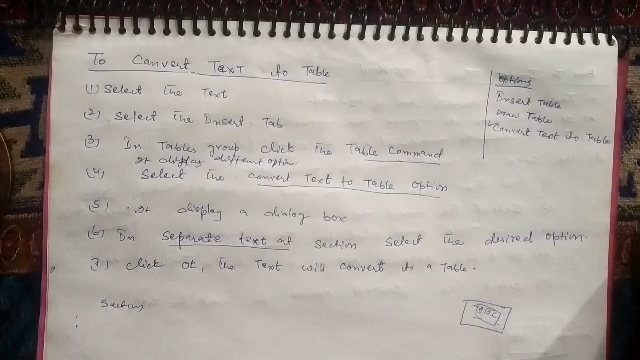 To Convert Text to Table
(1) Select the Text
(2) Select the Insert Tab
(3) In Tables group click the Table Command
It display different option
(4) Select the convert Text to Table option
(5) It display a dialog box
(6) In separate text at section select the desired option.
7) click ok, the Text will convert to a Table.
Section
options
Insert Table
Draw Table
Convert Text to Table